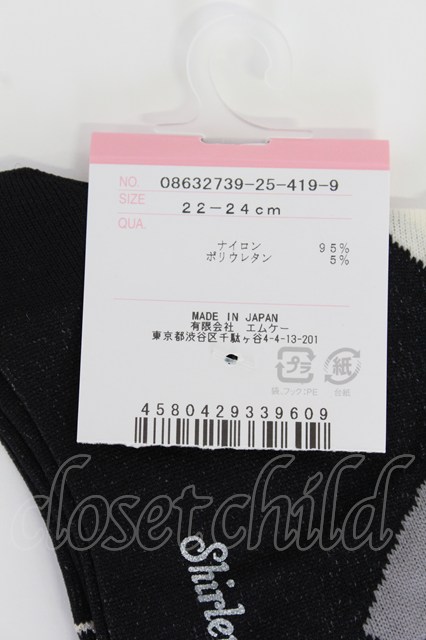 NO. 08632739-25-419-9
SIZE 22-24cm
QUA.
ナイロン 95%
ポリウレタン 5%
MADE IN JAPAN
有限会社 エムケー
東京都渋谷区千駄ヶ谷4-4-13-201
プラ 紙
袋,フック:PE 台紙
4580429339609
closetchild
Shirle